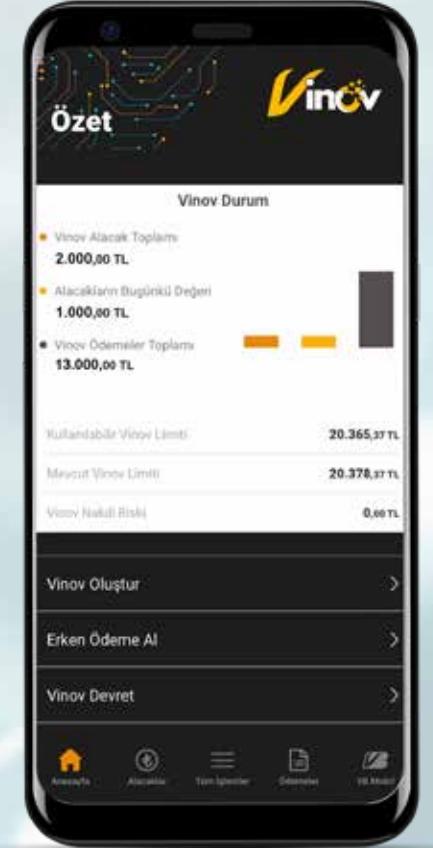 Özet
Vinov
Vinov Durum
Vinov Alacak Toplamı
2.000,00 TL
Alacakların Bugünkü Değeri
1.000,00 TL
Vinov Ödemeler Toplamı
13.000,00 TL
Kullanılabilir Vinov Limiti 20.365,37 TL
Mevcut Vinov Limiti 20.378,37 TL
Vinov Nakdi Riski 0,00 TL
Vinov Oluştur
Erken Ödeme Al
Vinov Devret
Anasayfa Alacaklar Tüm İşlemler Ödemeler